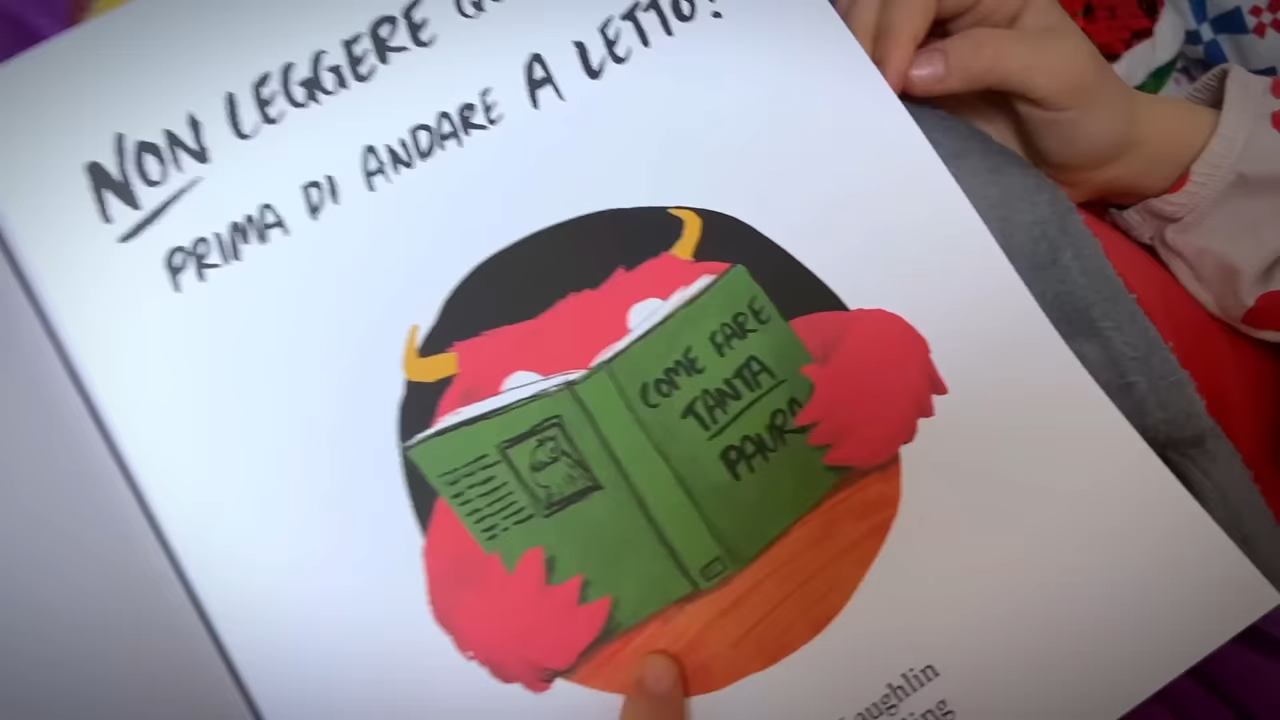 NON LEGGERE
PRIMA DI ANDARE A LETTO!
COME FARE
TANTA
PAURA